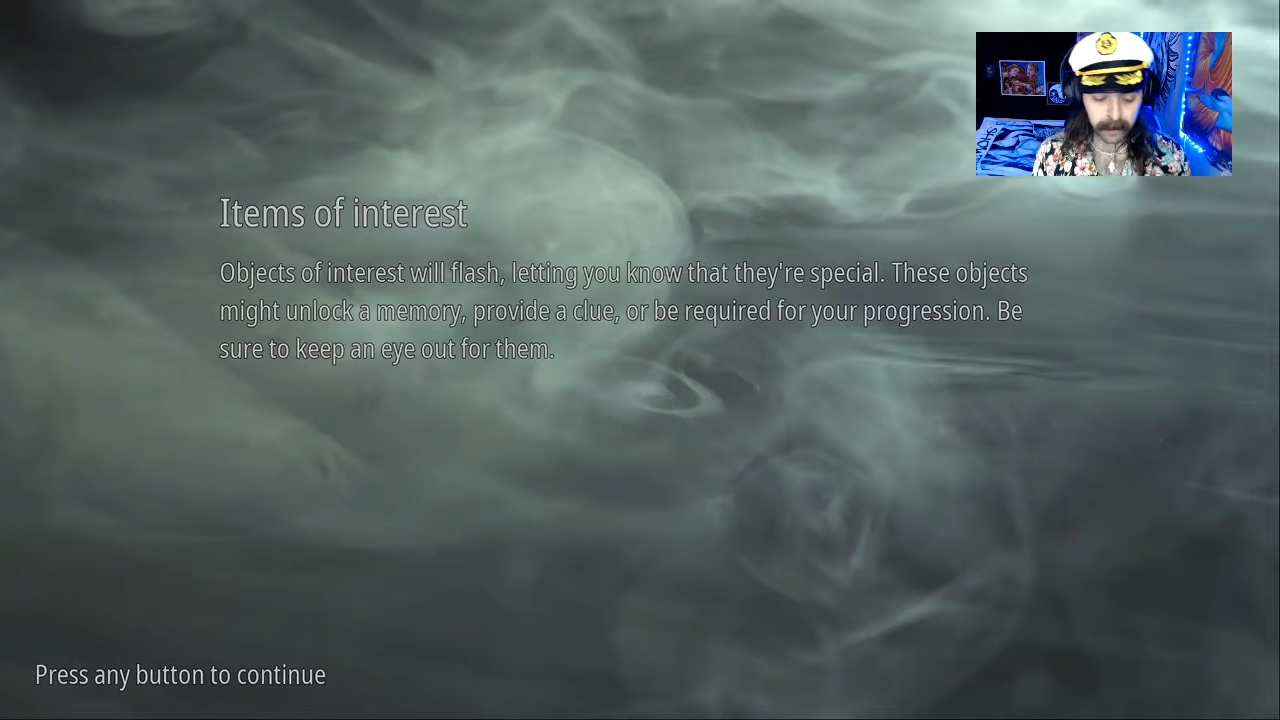 Items of interest
Objects of interest will flash, letting you know that they're special. These objects
might unlock a memory, provide a clue, or be required for your progression. Be
sure to keep an eye out for them.
Press any button to continue